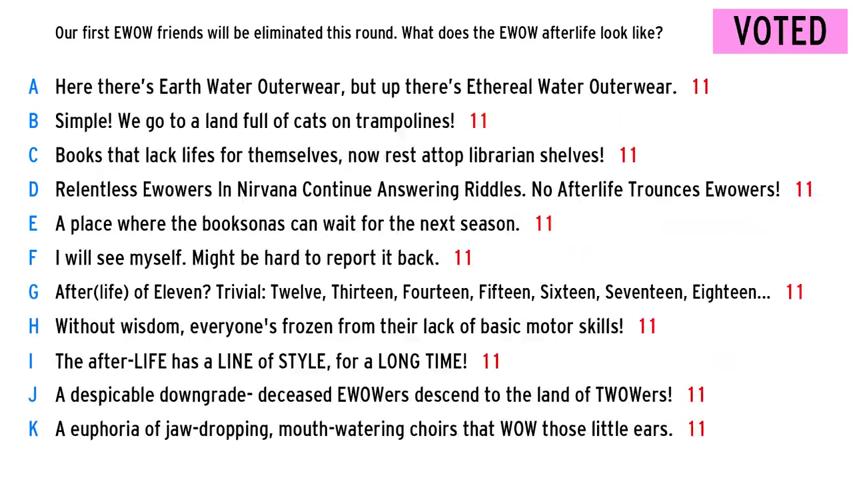 Our first EWOW friends will be eliminated this round. What does the EWOW afterlife look like?
VOTED
A Here there's Earth Water Outerwear, but up there's Ethereal Water Outerwear. 11
B Simple! We go to a land full of cats on trampolines! 11
C Books that lack lifes for themselves, now rest attop librarian shelves! 11
D Relentless Ewowers In Nirvana Continue Answering Riddles. No Afterlife Trounces Ewowers! 11
E A place where the booksonas can wait for the next season. 11
F I will see myself. Might be hard to report it back. 11
G After(life) of Eleven? Trivial: Twelve, Thirteen, Fourteen, Fifteen, Sixteen, Seventeen, Eighteen... 11
H Without wisdom, everyone's frozen from their lack of basic motor skills! 11
I The after-LIFE has a LINE of STYLE, for a LONG TIME! 11
J A despicable downgrade- deceased EWOWers descend to the land of TWOWers! 11
K A euphoria of jaw-dropping, mouth-watering choirs that WOW those little ears. 11